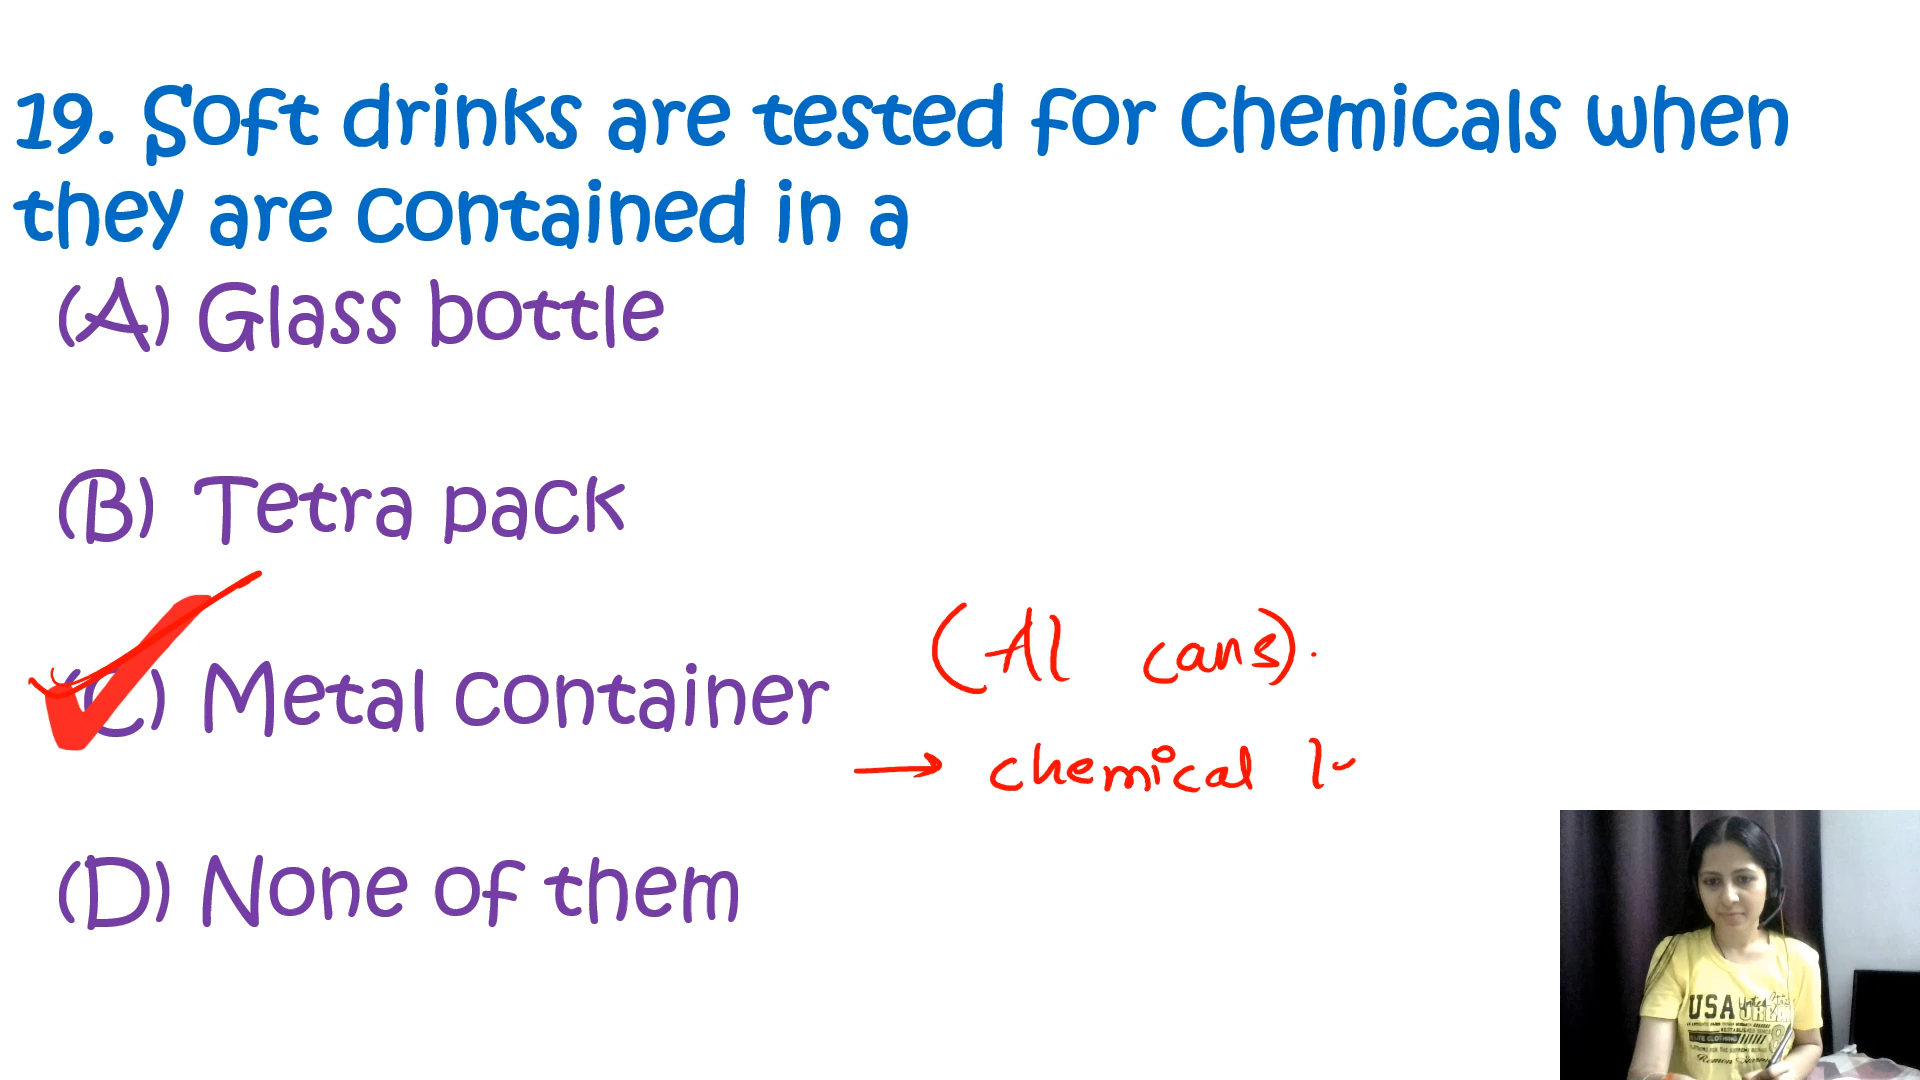 19. Soft drinks are tested for chemicals when
they are contained in a
(A) Glass bottle
(B) Tetra pack
(C) Metal container
(Al cans).
→ chemical
(D) None of them
USA